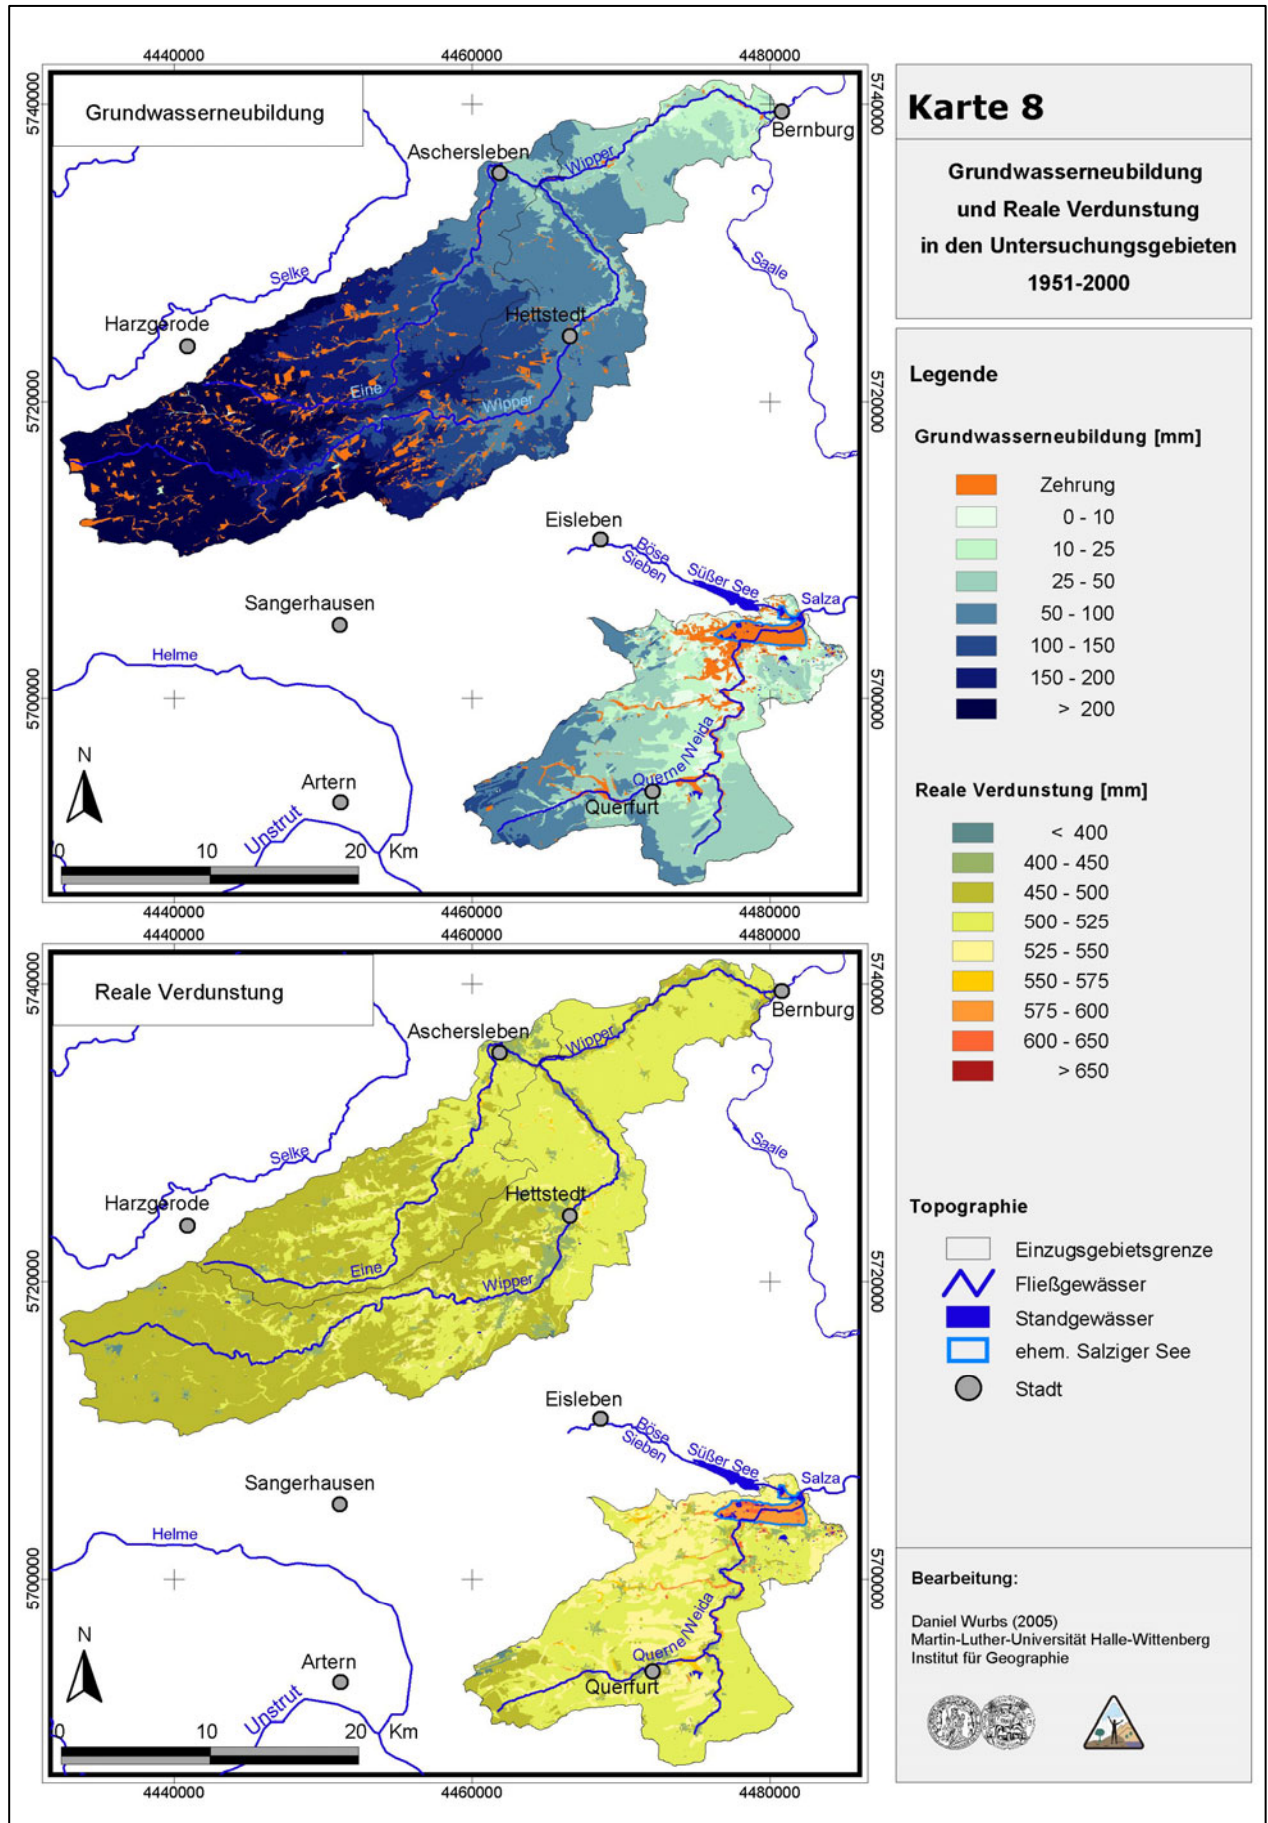 4440000
4460000
4480000
5740000
5720000
5700000
Grundwasserneubildung
Aschersleben
Bernburg
Wipper
Selke
Saale
Harzgerode
Hettstedt
Eine
Wipper
Eisleben
Böse
Sieben
Süßer See
Salza
Sangerhausen
Helme
Querne/Weida
Querfurt
N
Artern
Unstrut
0 10 20 Km
5740000
5720000
5700000
4440000
4460000
4480000
4440000
4460000
4480000
5740000
5720000
5700000
Reale Verdunstung
Aschersleben
Bernburg
Wipper
Selke
Saale
Harzgerode
Hettstedt
Eine
Wipper
Eisleben
Böse
Sieben
Süßer See
Salza
Sangerhausen
Helme
Querne/Weida
Querfurt
N
Artern
Unstrut
0 10 20 Km
5740000
5720000
5700000
4440000
4460000
4480000
Karte 8
Grundwasserneubildung
und Reale Verdunstung
in den Untersuchungsgebieten
1951-2000
Legende
Grundwasserneubildung [mm]
Zehrung
0 - 10
10 - 25
25 - 50
50 - 100
100 - 150
150 - 200
> 200
Reale Verdunstung [mm]
< 400
400 - 450
450 - 500
500 - 525
525 - 550
550 - 575
575 - 600
600 - 650
> 650
Topographie
Einzugsgebietsgrenze
Fließgewässer
Standgewässer
ehem. Salziger See
Stadt
Bearbeitung:
Daniel Wurbs (2005)
Martin-Luther-Universität Halle-Wittenberg
Institut für Geographie